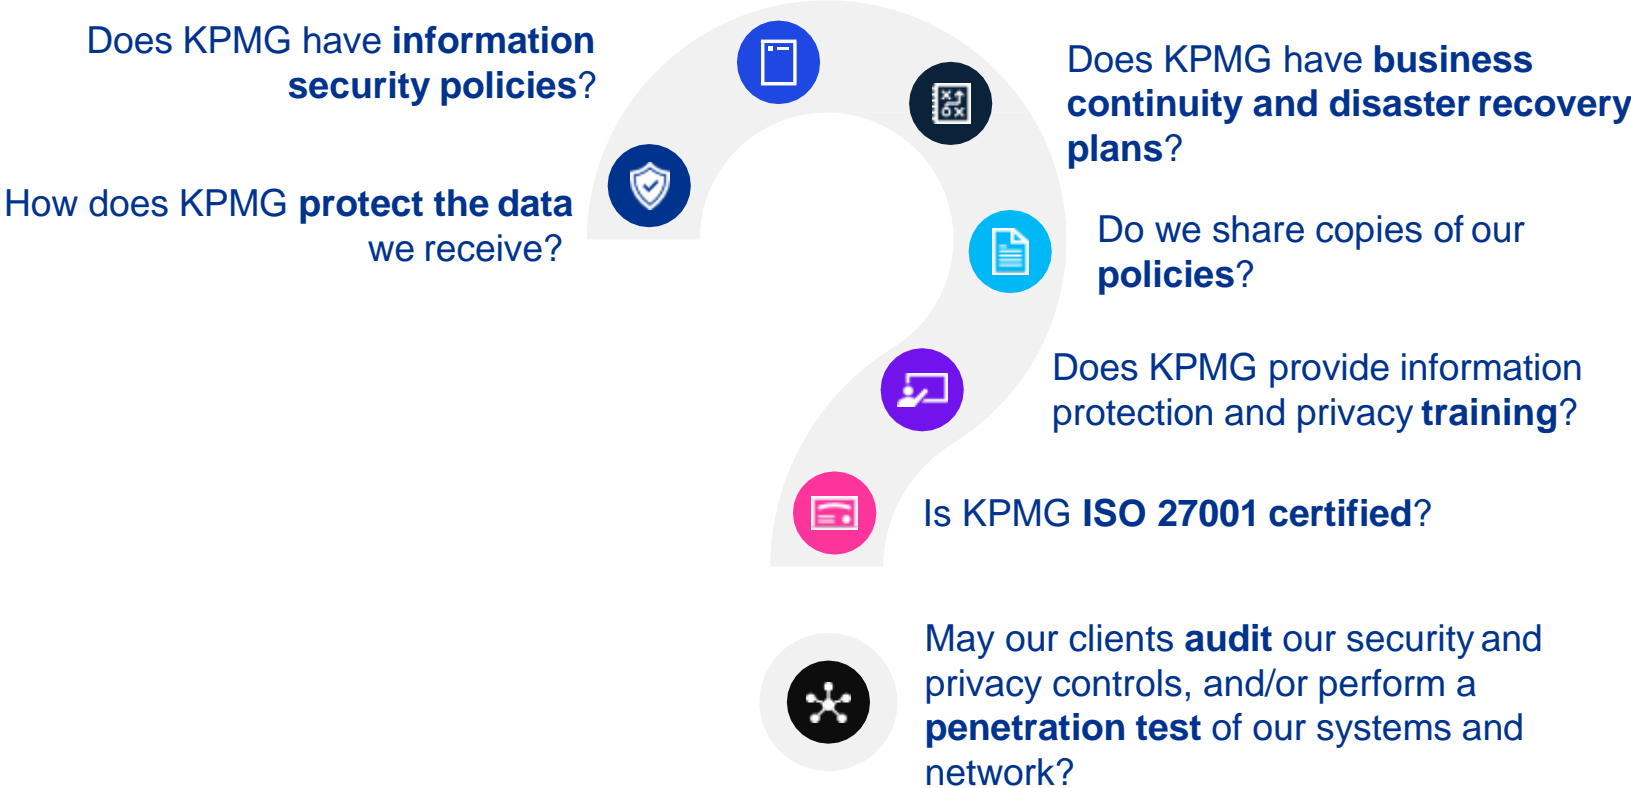 Does KPMG have information
security policies?
How does KPMG protect the data
we receive?
Does KPMG have business
continuity and disaster recovery
plans?
Do we share copies of our
policies?
Does KPMG provide information
protection and privacy training?
Is KPMG ISO 27001 certified?
May our clients audit our security and
privacy controls, and/or perform a
penetration test of our systems and
network?